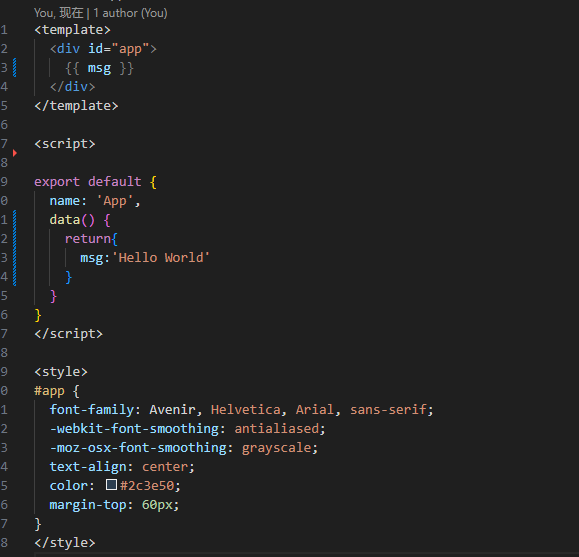 You, 现在 | 1 author (You)
1 <template>
2 <div id="app">
3 {{ msg }}
4 </div>
5 </template>
6
7 <script>
8
9 export default {
0 name: 'App',
1 data() {
2 return{
3 msg:'Hello World'
4 }
5 }
6 }
7 </script>
8
9 <style>
0 #app {
1 font-family: Avenir, Helvetica, Arial, sans-serif;
2 -webkit-font-smoothing: antialiased;
3 -moz-osx-font-smoothing: grayscale;
4 text-align: center;
5 color: #2c3e50;
6 margin-top: 60px;
7 }
8 </style>